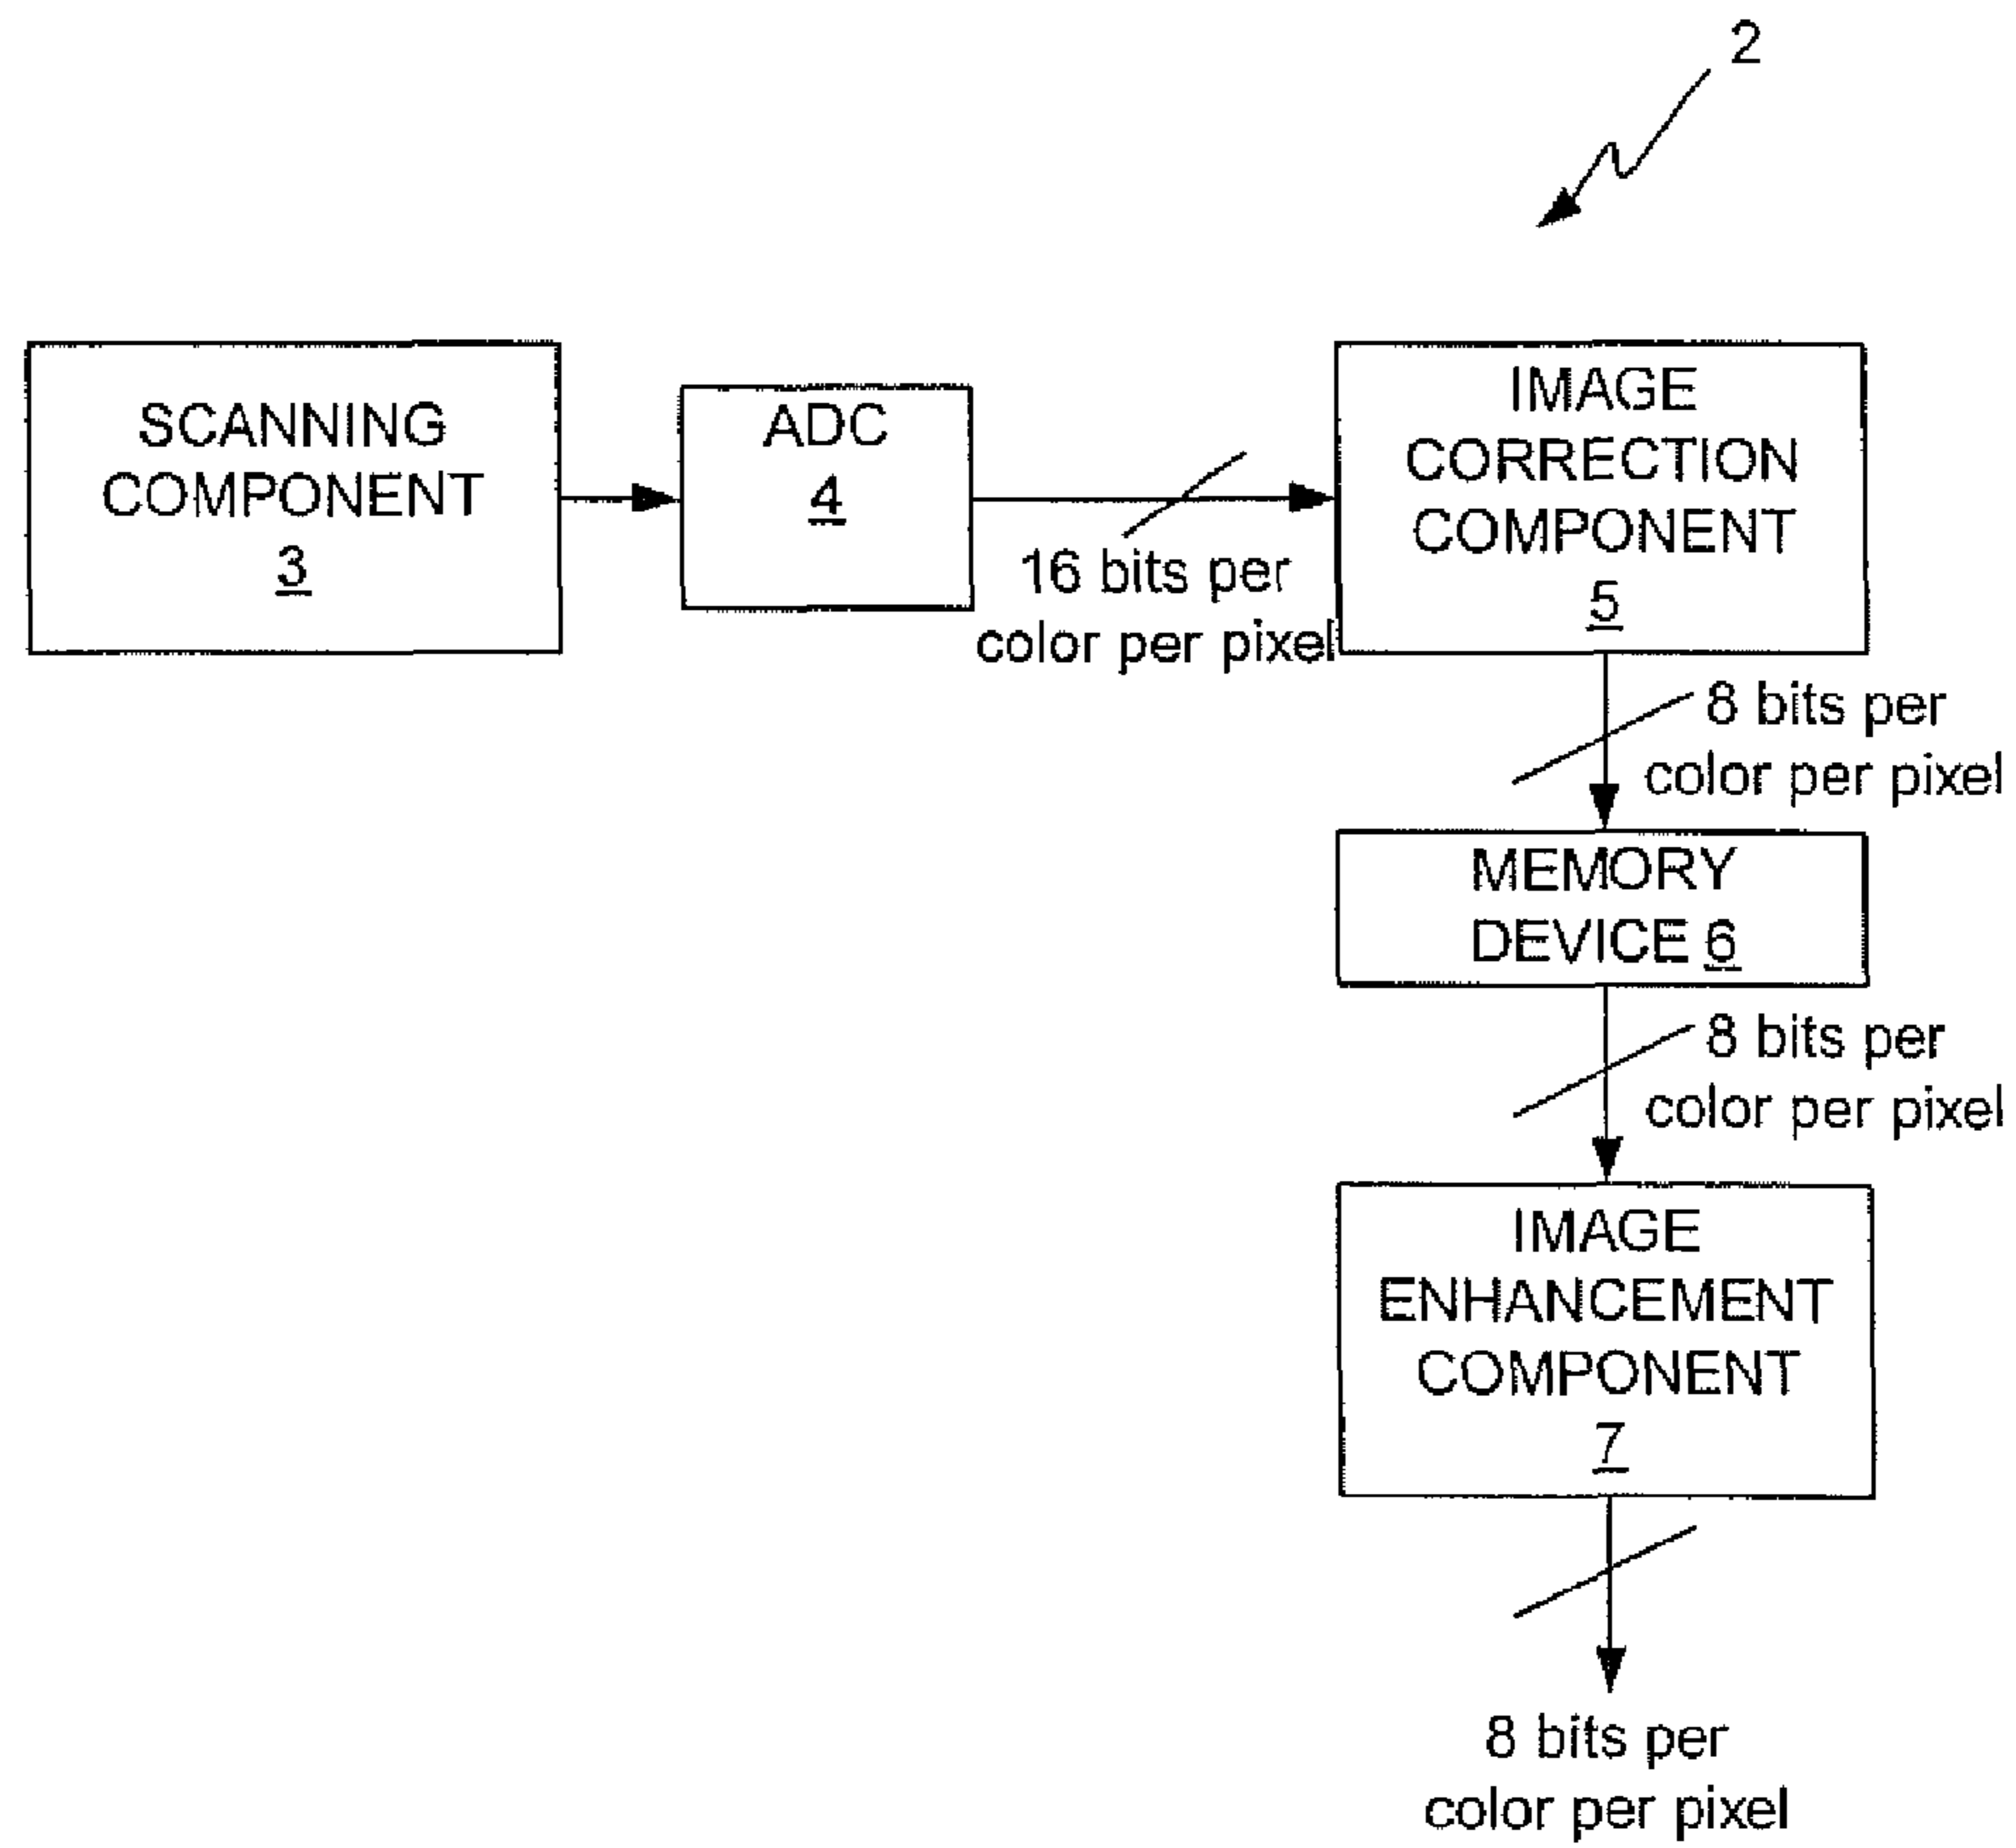 2
SCANNING
COMPONENT
3
ADC
4
16 bits per
color per pixel
IMAGE
CORRECTION
COMPONENT
5
8 bits per
color per pixel
MEMORY
DEVICE 6
8 bits per
color per pixel
IMAGE
ENHANCEMENT
COMPONENT
7
8 bits per
color per pixel